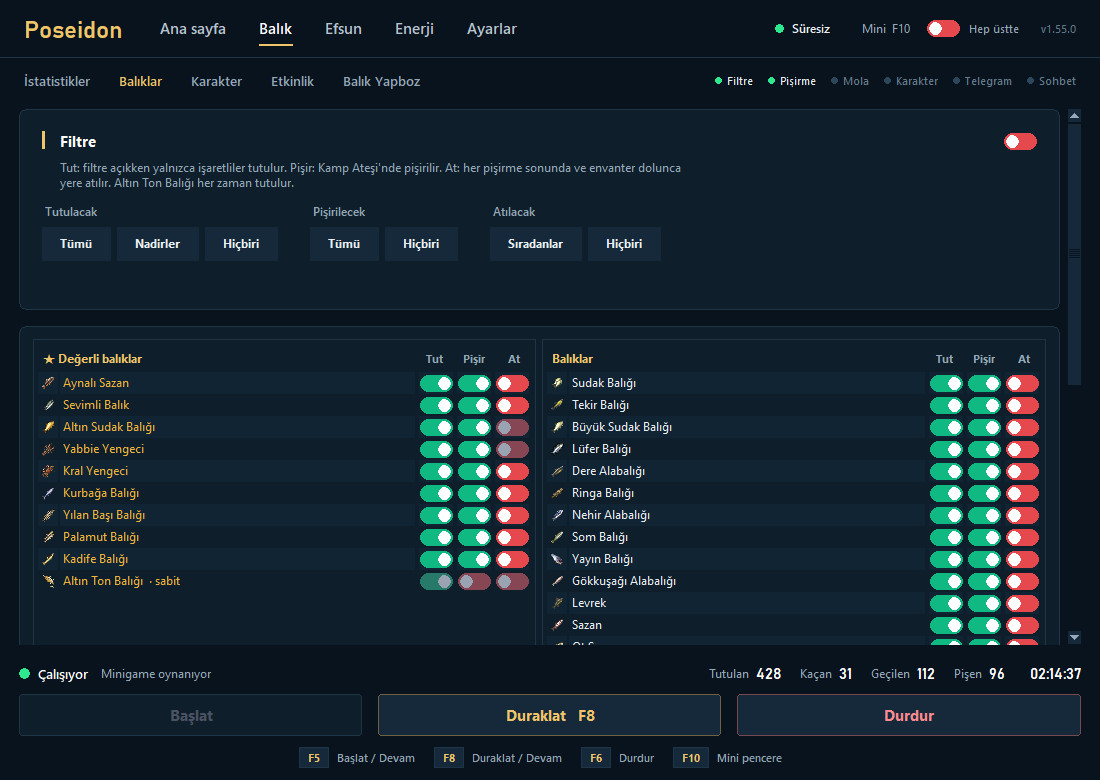 Poseidon Ana sayfa Balık Efsun Enerji Ayarlar Süresiz Mini F10 Hep üstte v1.55.0
İstatistikler Balıklar Karakter Etkinlik Balık Yapboz Filtre Pişirme Mola Karakter Telegram Sohbet
Filtre
Tut: filtre açıkken yalnızca işaretliler tutulur. Pişir: Kamp Ateşi'nde pişirilir. At: her pişirme sonunda ve envanter dolunca
yere atılır. Altın Ton Balığı her zaman tutulur.
Tutulacak Pişirilecek Atılacak
Tümü Nadirler Hiçbiri Tümü Hiçbiri Sıradanlar Hiçbiri
★ Değerli balıklar Tut Pişir At
Aynalı Sazan
Sevimli Balık
Altın Sudak Balığı
Yabbie Yengeci
Kral Yengeci
Kurbağa Balığı
Yılan Başı Balığı
Palamut Balığı
Kadife Balığı
Altın Ton Balığı · sabit
Balıklar Tut Pişir At
Sudak Balığı
Tekir Balığı
Büyük Sudak Balığı
Lüfer Balığı
Dere Alabalığı
Ringa Balığı
Nehir Alabalığı
Som Balığı
Yayın Balığı
Gökkuşağı Alabalığı
Levrek
Sazan
Çalışıyor Minigame oynanıyor Tutulan 428 Kaçan 31 Geçilen 112 Pişen 96 02:14:37
Başlat Duraklat F8 Durdur
F5 Başlat / Devam F8 Duraklat / Devam F6 Durdur F10 Mini pencere